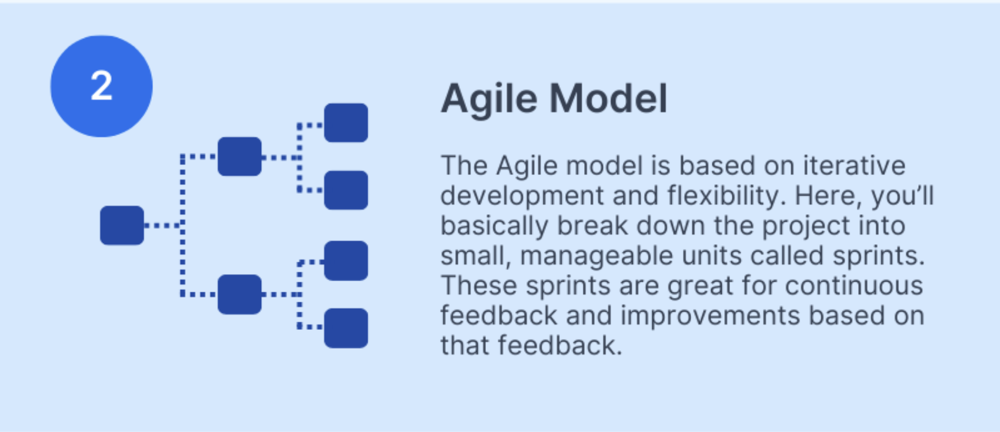 2
Agile Model
The Agile model is based on iterative
development and flexibility. Here, you’ll
basically break down the project into
small, manageable units called sprints.
These sprints are great for continuous
feedback and improvements based on
that feedback.